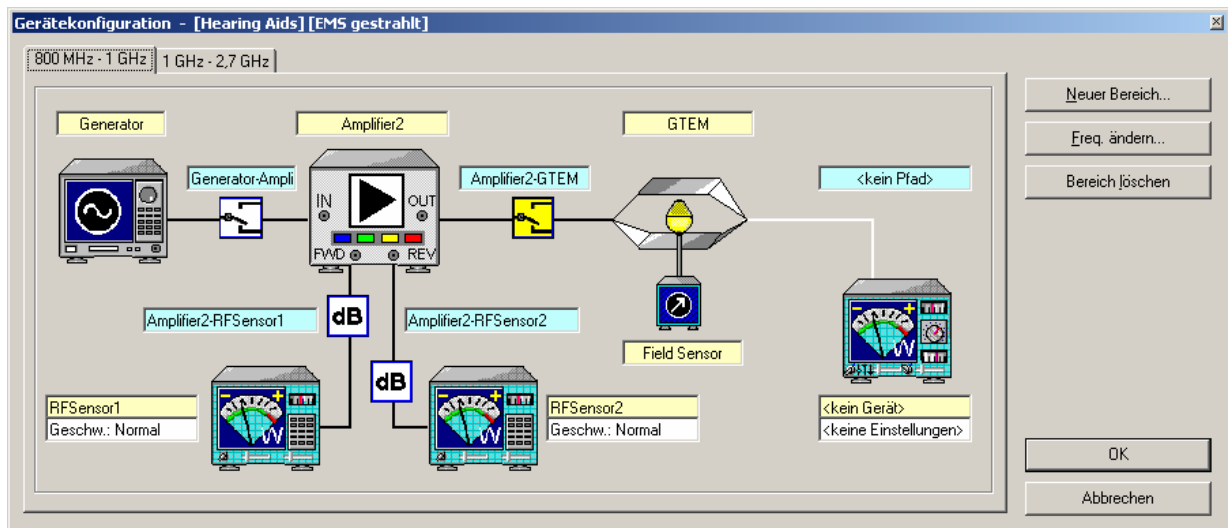 Gerätekonfiguration - [Hearing Aids] [EMS gestrahlt]
800 MHz - 1 GHz
1 GHz - 2,7 GHz
Neuer Bereich...
Freq. ändern...
Bereich löschen
Generator
Amplifier2
GTEM
Generator-Ampli
Amplifier2-GTEM
<kein Pfad>
IN
OUT
FWD
REV
Amplifier2-RFSensor1
dB
Amplifier2-RFSensor2
dB
Field Sensor
RFSensor1
Geschw.: Normal
RFSensor2
Geschw.: Normal
<kein Gerät>
<keine Einstellungen>
OK
Abbrechen